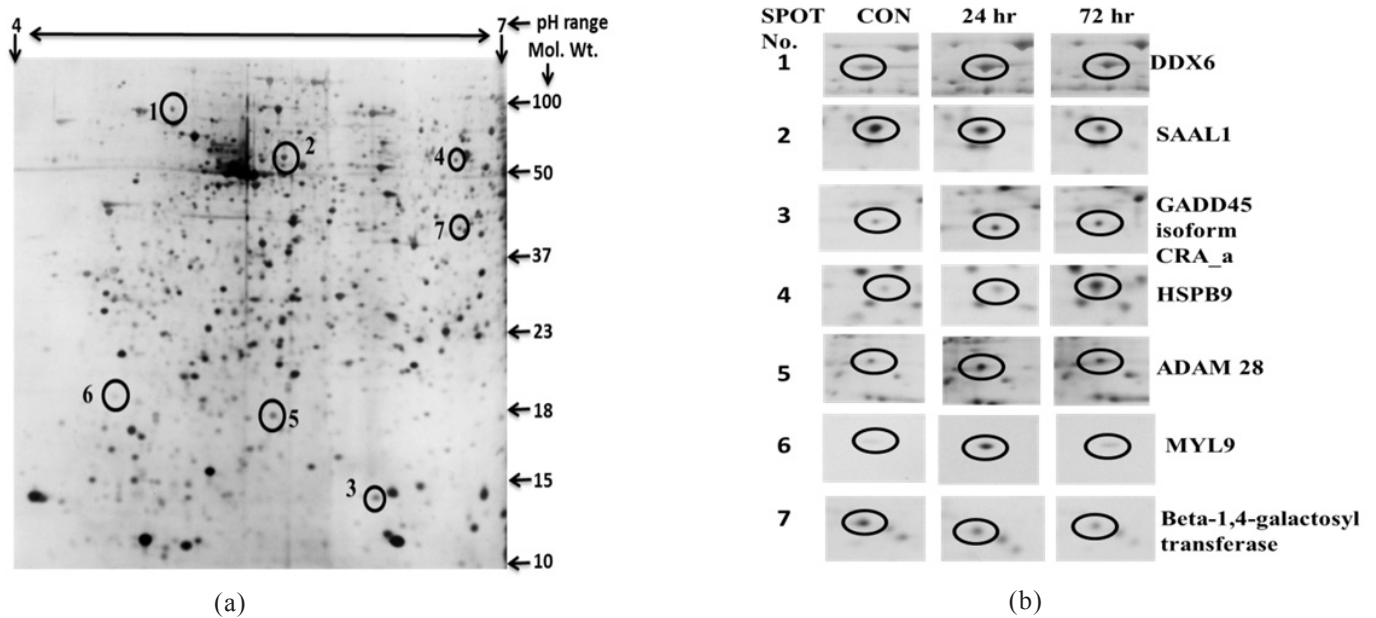 4
7
pH range
Mol. Wt.
100
50
37
23
18
15
10
1
2
4
7
6
5
3
(a)
SPOT No.
CON
24 hr
72 hr
1
DDX6
2
SAAL1
3
GADD45
isoform
CRA_a
4
HSPB9
5
ADAM 28
6
MYL9
7
Beta-1,4-galactosyl
transferase
(b)